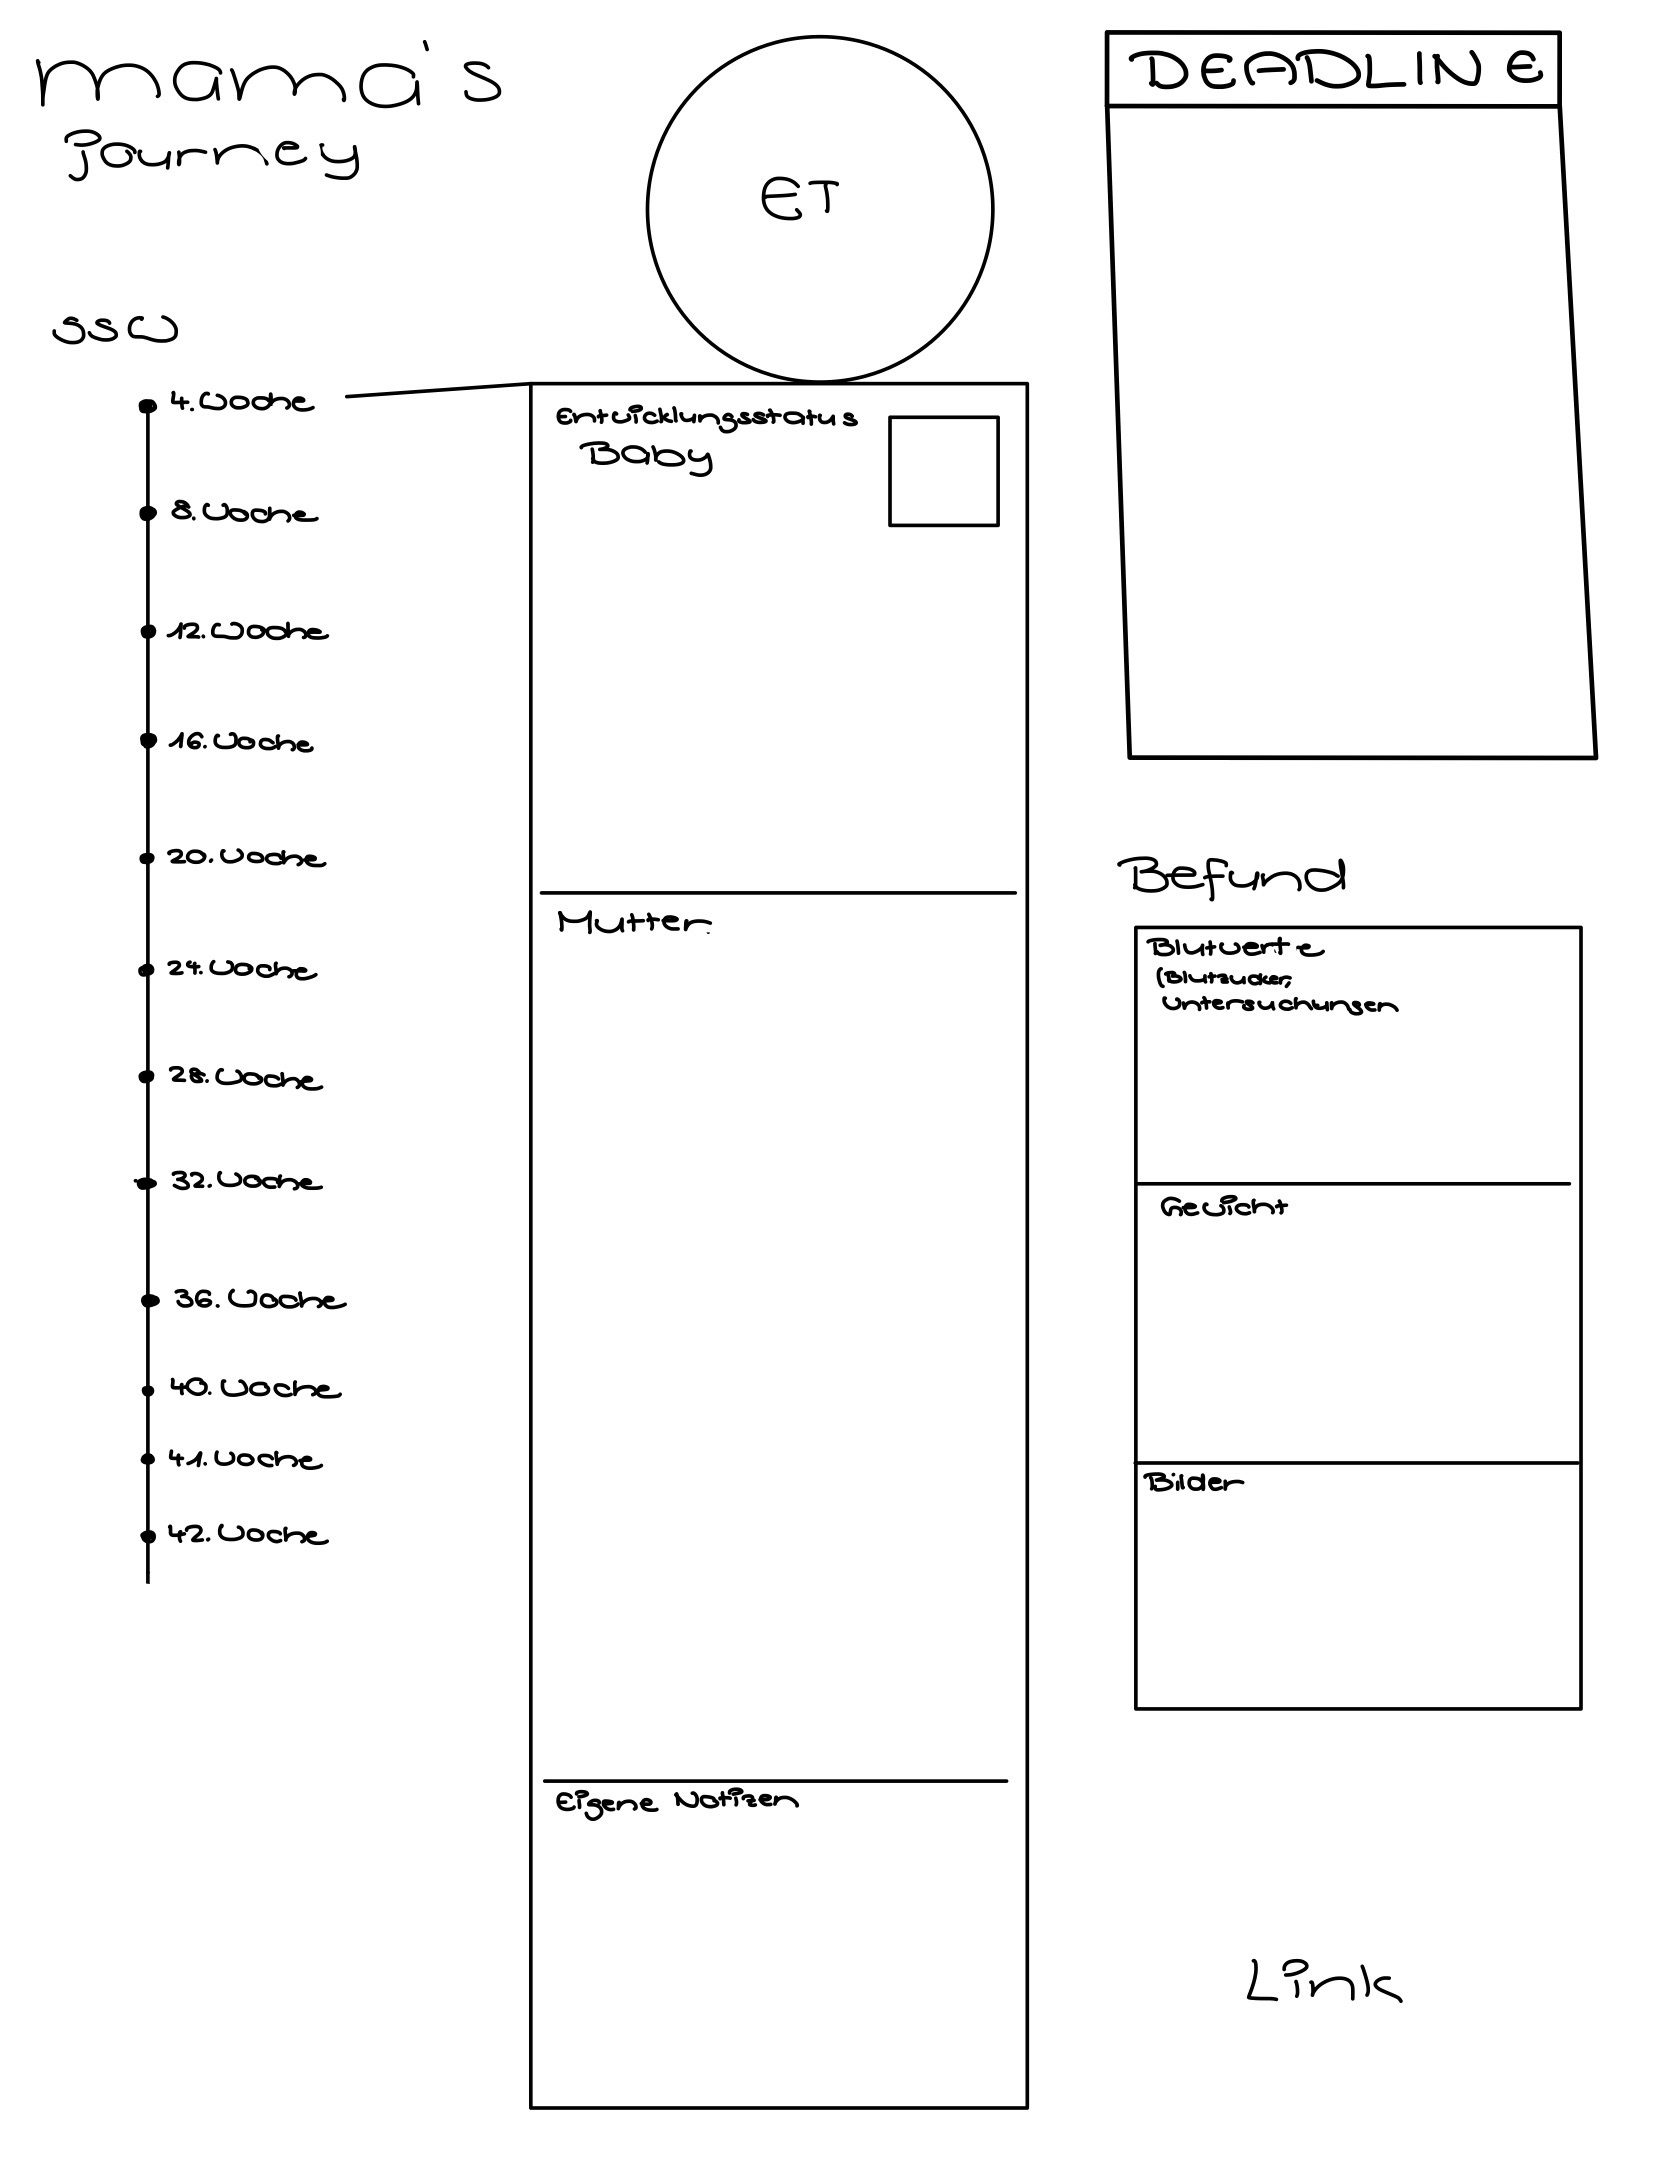 mama's
journey
ET
DEADLINE
SSW
4. Woche
8. Woche
12. Woche
16. Woche
20. Woche
24. Woche
28. Woche
32. Woche
36. Woche
40. Woche
41. Woche
42. Woche
Entwicklungsstatus
Baby
Mutter
Eigene Notizen
Befund
Blutwerte
(Blutzucker,
Untersuchungen
Gewicht
Bilder
Link